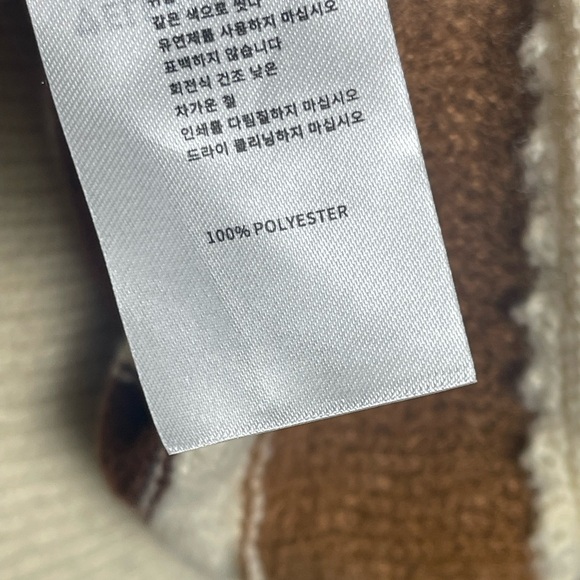 같은 색으로 씻다
유연제를 사용하지 마십시오
표백하지 않습니다
회전식 건조 낮은
차가운 철
인쇄를 다림질하지 마십시오
드라이 클리닝하지 마십시오
100% POLYESTER